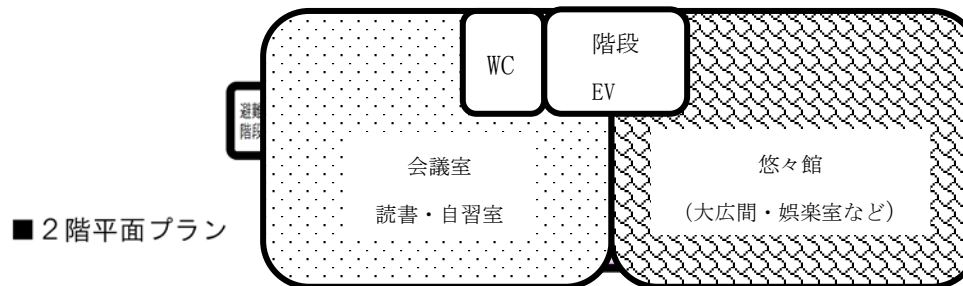 WC
階段
EV
避難
階段
会議室
読書・自習室
悠々館
(大広間・娯楽室など)
■2階平面プラン